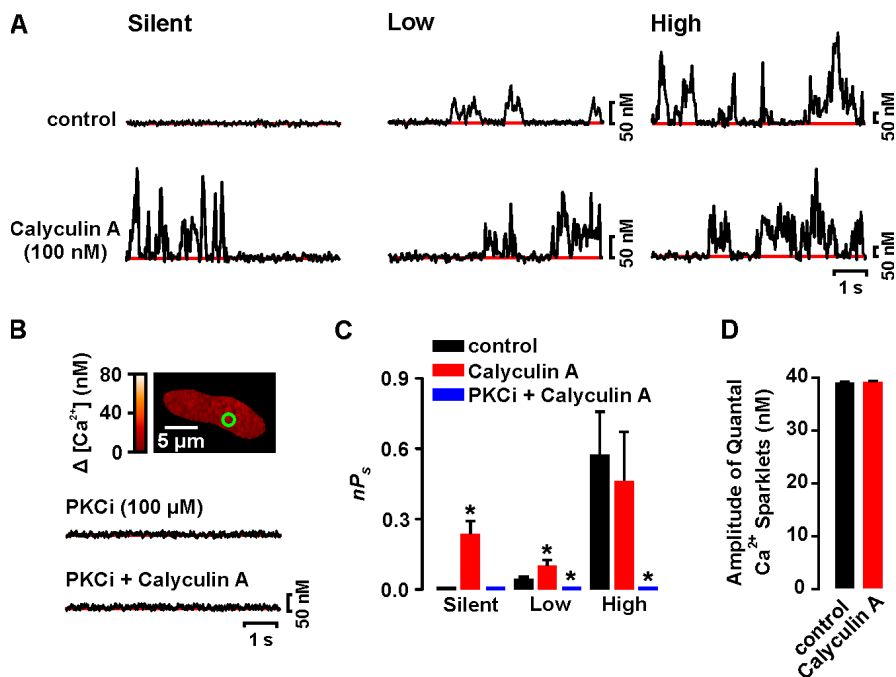 A
Silent
Low
High
control
50 nM
50 nM
Calyculin A
(100 nM)
50 nM
50 nM
1 s
B
Δ [Ca²⁺] (nM)
80
40
0
5 μm
PKCi (100 μM)
PKCi + Calyculin A
50 nM
1 s
C
control
Calyculin A
PKCi + Calyculin A
nPₛ
0.9
0.6
0.3
0.0
*
*
*
*
Silent
Low
High
D
Amplitude of Quantal
Ca²⁺ Sparklets (nM)
40
30
20
10
0
control
Calyculin A